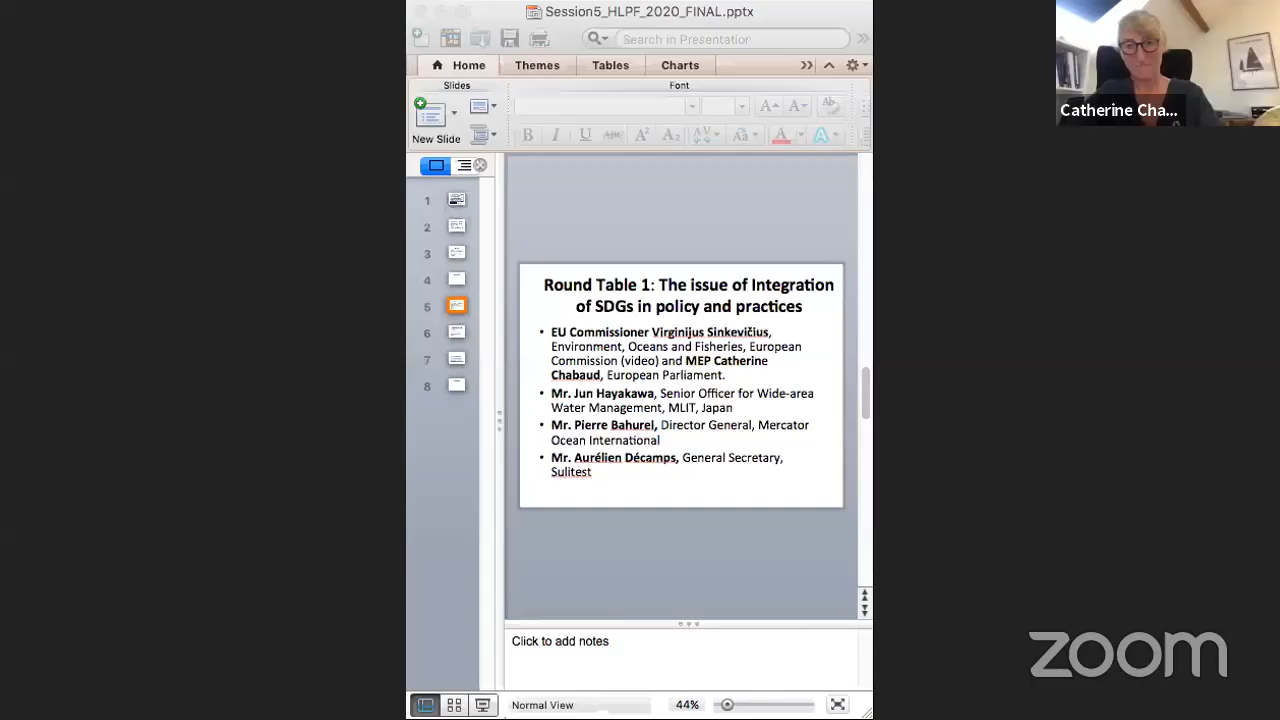 Session5_HLPF_2020_FINAL.pptx
Search in Presentation
Home
Themes
Tables
Charts
Slides
Font
New Slide
1
2
3
4
5
6
7
8
Round Table 1: The issue of Integration
of SDGs in policy and practices
• EU Commissioner Virginijus Sinkevičius,
Environment, Oceans and Fisheries, European
Commission (video) and MEP Catherine
Chabaud, European Parliament.
• Mr. Jun Hayakawa, Senior Officer for Wide-area
Water Management, MLIT, Japan
• Mr. Pierre Bahurel, Director General, Mercator
Ocean International
• Mr. Aurélien Décamps, General Secretary,
Sulitest
Click to add notes
Normal View
44%
Catherine Cha...
zoom